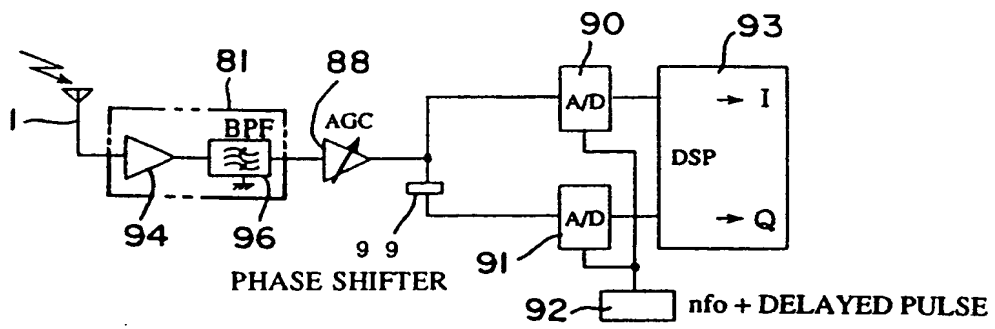 90
93
81
88
A/D
I
1
BPF
AGC
DSP
94
96
9 9
A/D
Q
91
PHASE SHIFTER
92
nfo + DELAYED PULSE